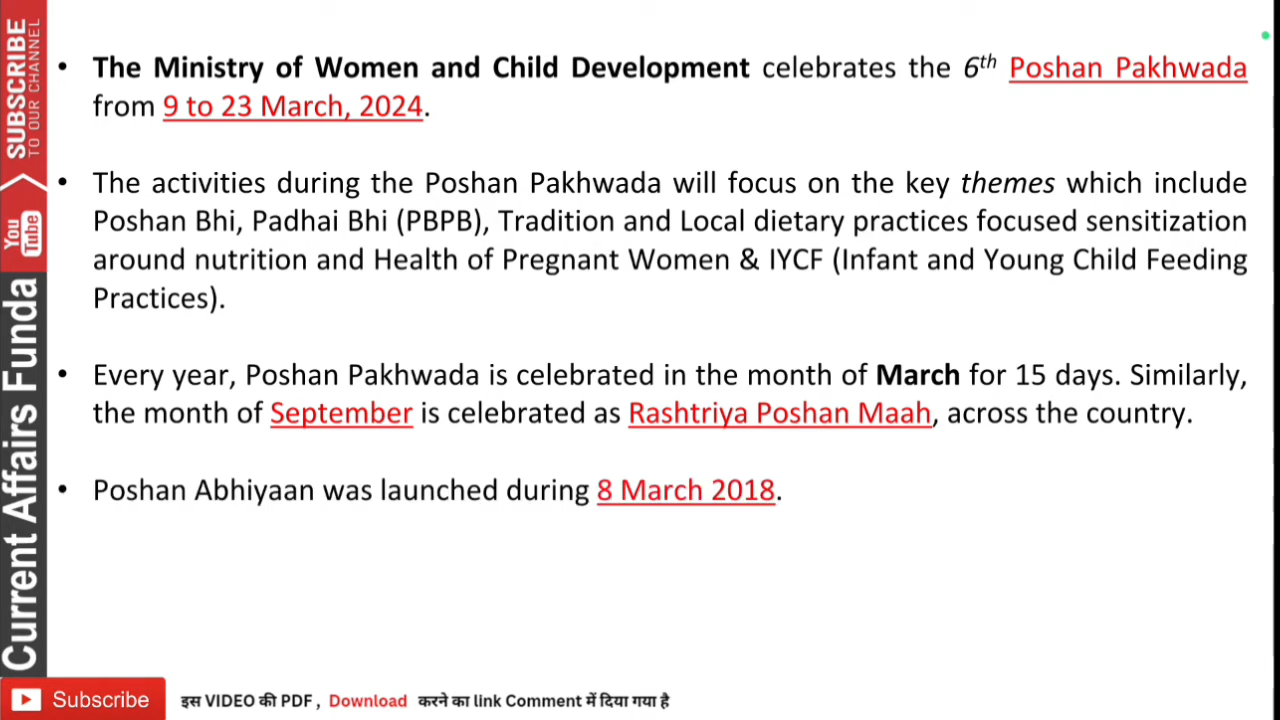 • The Ministry of Women and Child Development celebrates the 6th Poshan Pakhwada
from 9 to 23 March, 2024.
• The activities during the Poshan Pakhwada will focus on the key themes which include
Poshan Bhi, Padhai Bhi (PBPB), Tradition and Local dietary practices focused sensitization
around nutrition and Health of Pregnant Women & IYCF (Infant and Young Child Feeding
Practices).
• Every year, Poshan Pakhwada is celebrated in the month of March for 15 days. Similarly,
the month of September is celebrated as Rashtriya Poshan Maah, across the country.
• Poshan Abhiyaan was launched during 8 March 2018.
SUBSCRIBE
TO OUR CHANNEL
You
Tube
Current Affairs Funda
Subscribe
इस VIDEO की PDF , Download करने का link Comment में दिया गया है